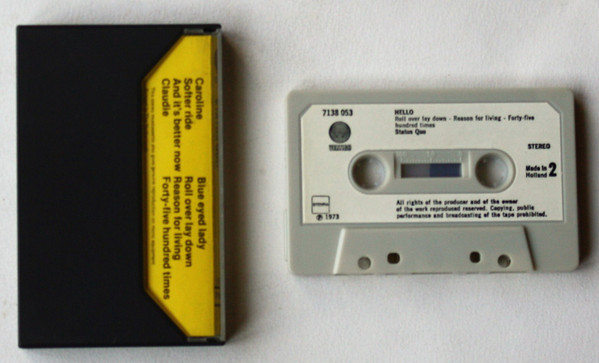 Caroline
Softer ride
And it's better now
Claudie
Blue eyed lady
Roll over lay down
Reason for living
Forty-five hundred times
7138 053
HELLO
Roll over lay down - Reason for living - Forty-five
hundred times
Status Quo
STEREO
Made in
Holland 2
℗ 1973
All rights of the producer and of the owner
of the work reproduced reserved. Copying, public
performance and broadcasting of the tape prohibited.